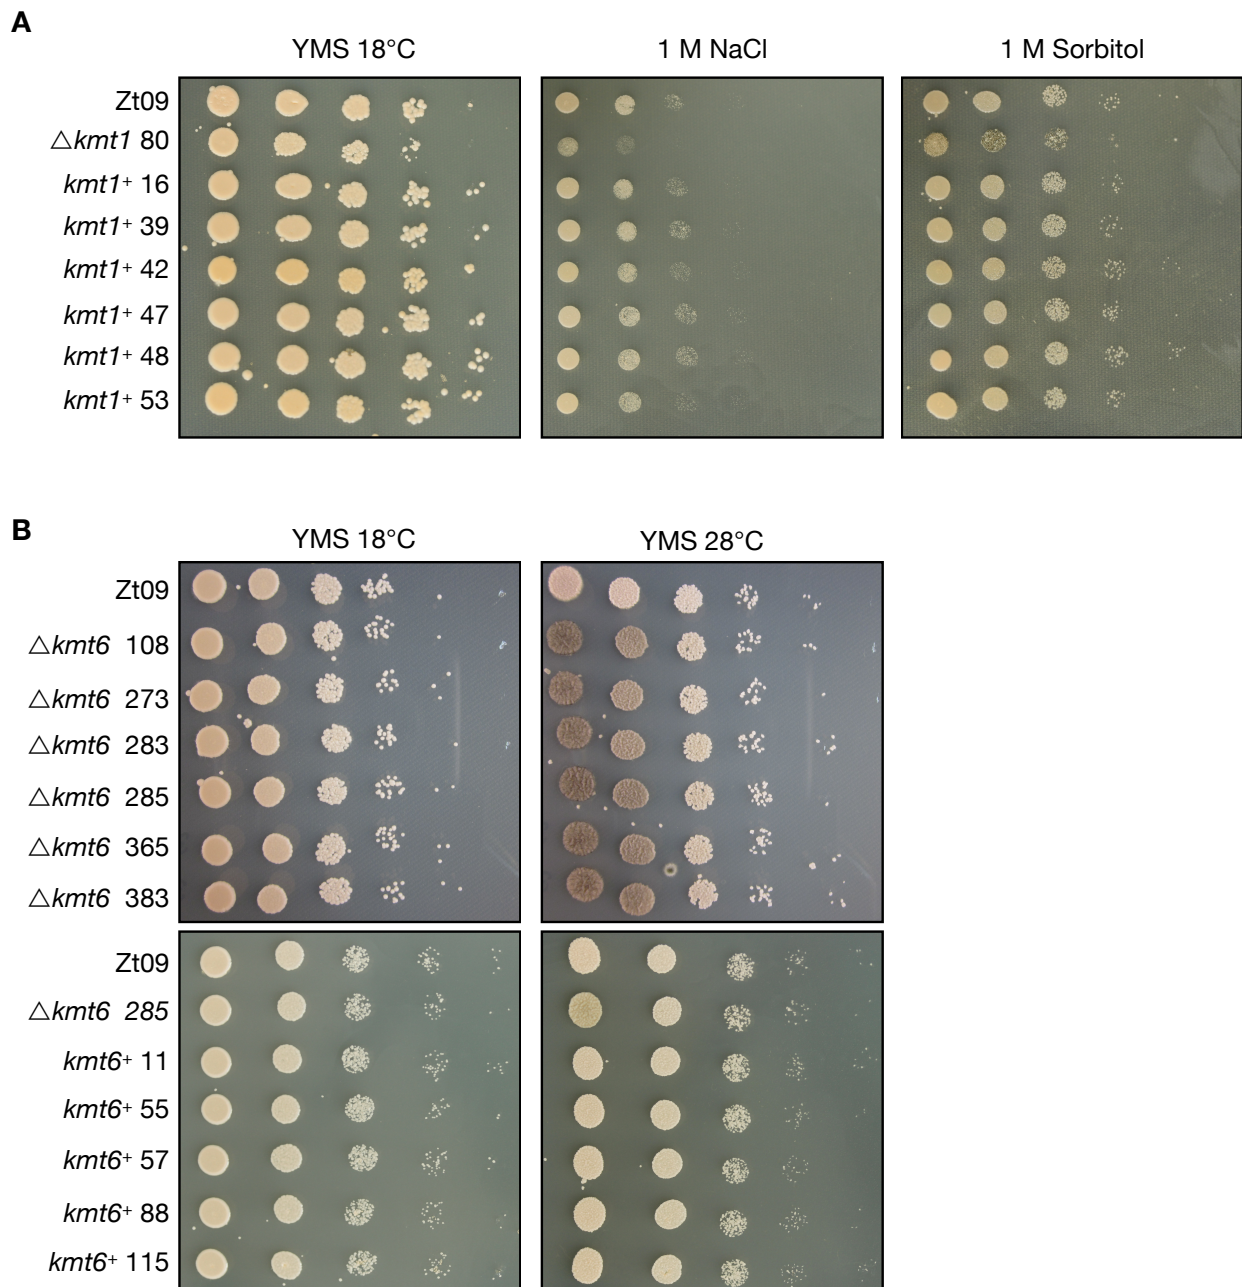 A
YMS 18°C 1 M NaCl 1 M Sorbitol
Zt09
△kmt1 80
kmt1⁺ 16
kmt1⁺ 39
kmt1⁺ 42
kmt1⁺ 47
kmt1⁺ 48
kmt1⁺ 53
B
YMS 18°C YMS 28°C
Zt09
△kmt6 108
△kmt6 273
△kmt6 283
△kmt6 285
△kmt6 365
△kmt6 383
Zt09
△kmt6 285
kmt6⁺ 11
kmt6⁺ 55
kmt6⁺ 57
kmt6⁺ 88
kmt6⁺ 115